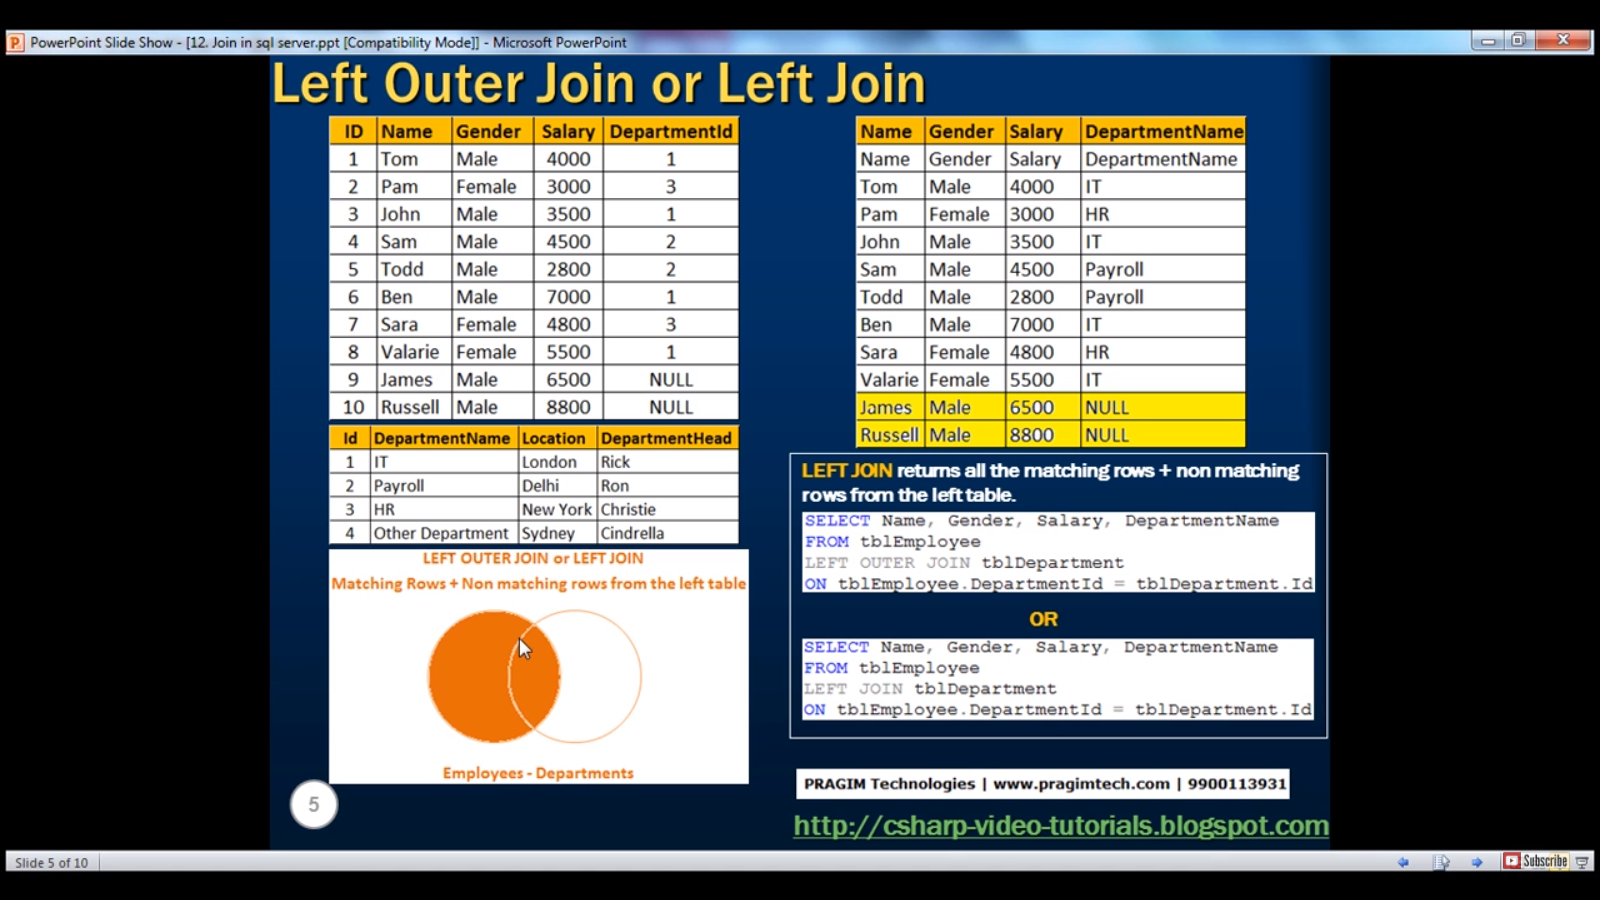 PowerPoint Slide Show - [12. Join in sql server.ppt [Compatibility Mode]] - Microsoft PowerPoint
Left Outer Join or Left Join
ID Name Gender Salary DepartmentId
1 Tom Male 4000 1
2 Pam Female 3000 3
3 John Male 3500 1
4 Sam Male 4500 2
5 Todd Male 2800 2
6 Ben Male 7000 1
7 Sara Female 4800 3
8 Valarie Female 5500 1
9 James Male 6500 NULL
10 Russell Male 8800 NULL
Id DepartmentName Location DepartmentHead
1 IT London Rick
2 Payroll Delhi Ron
3 HR New York Christie
4 Other Department Sydney Cindrella
LEFT OUTER JOIN or LEFT JOIN
Matching Rows + Non matching rows from the left table
Employees - Departments
5
Name Gender Salary DepartmentName
Name Gender Salary DepartmentName
Tom Male 4000 IT
Pam Female 3000 HR
John Male 3500 IT
Sam Male 4500 Payroll
Todd Male 2800 Payroll
Ben Male 7000 IT
Sara Female 4800 HR
Valarie Female 5500 IT
James Male 6500 NULL
Russell Male 8800 NULL
LEFT JOIN returns all the matching rows + non matching
rows from the left table.
SELECT Name, Gender, Salary, DepartmentName
FROM tblEmployee
LEFT OUTER JOIN tblDepartment
ON tblEmployee.DepartmentId = tblDepartment.Id
OR
SELECT Name, Gender, Salary, DepartmentName
FROM tblEmployee
LEFT JOIN tblDepartment
ON tblEmployee.DepartmentId = tblDepartment.Id
PRAGIM Technologies | www.pragimtech.com | 9900113931
http://csharp-video-tutorials.blogspot.com
Slide 5 of 10
Subscribe